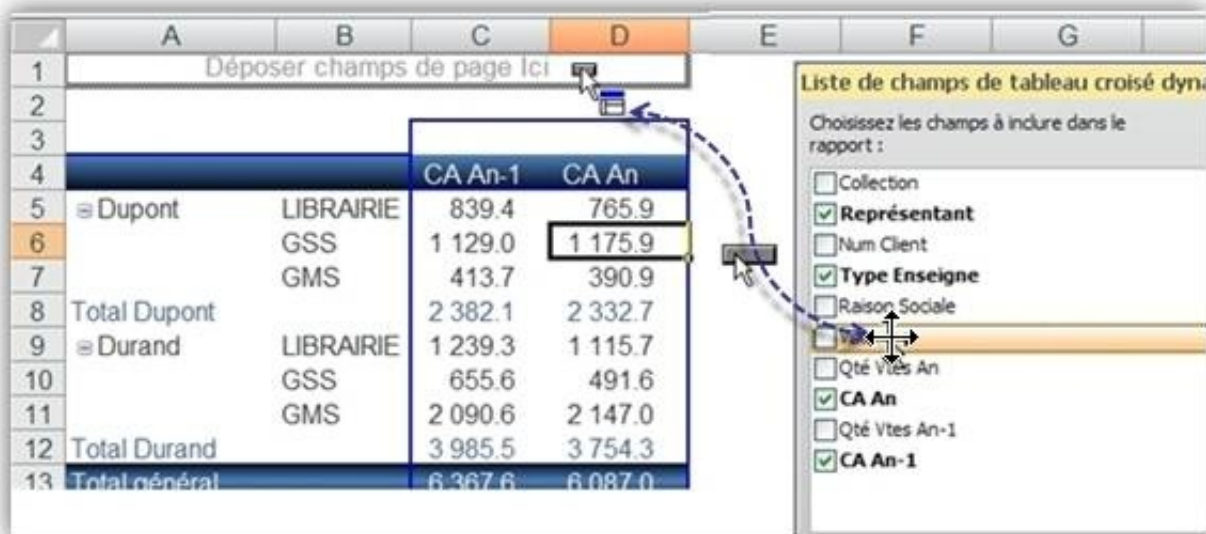 A B C D E F G
1 Déposer champs de page Ici
2
3
4 CA An-1 CA An
5 Dupont LIBRAIRIE 839.4 765.9
6 GSS 1 129.0 1 175.9
7 GMS 413.7 390.9
8 Total Dupont 2 382.1 2 332.7
9 Durand LIBRAIRIE 1 239.3 1 115.7
10 GSS 655.6 491.6
11 GMS 2 090.6 2 147.0
12 Total Durand 3 985.5 3 754.3
13 Total général 6 367.6 6 087.0
Liste de champs de tableau croisé dyna
Choisissez les champs à inclure dans le
rapport :
Collection
Représentant
Num Client
Type Enseigne
Raison Sociale
Qté Vtes An
CA An
Qté Vtes An-1
CA An-1